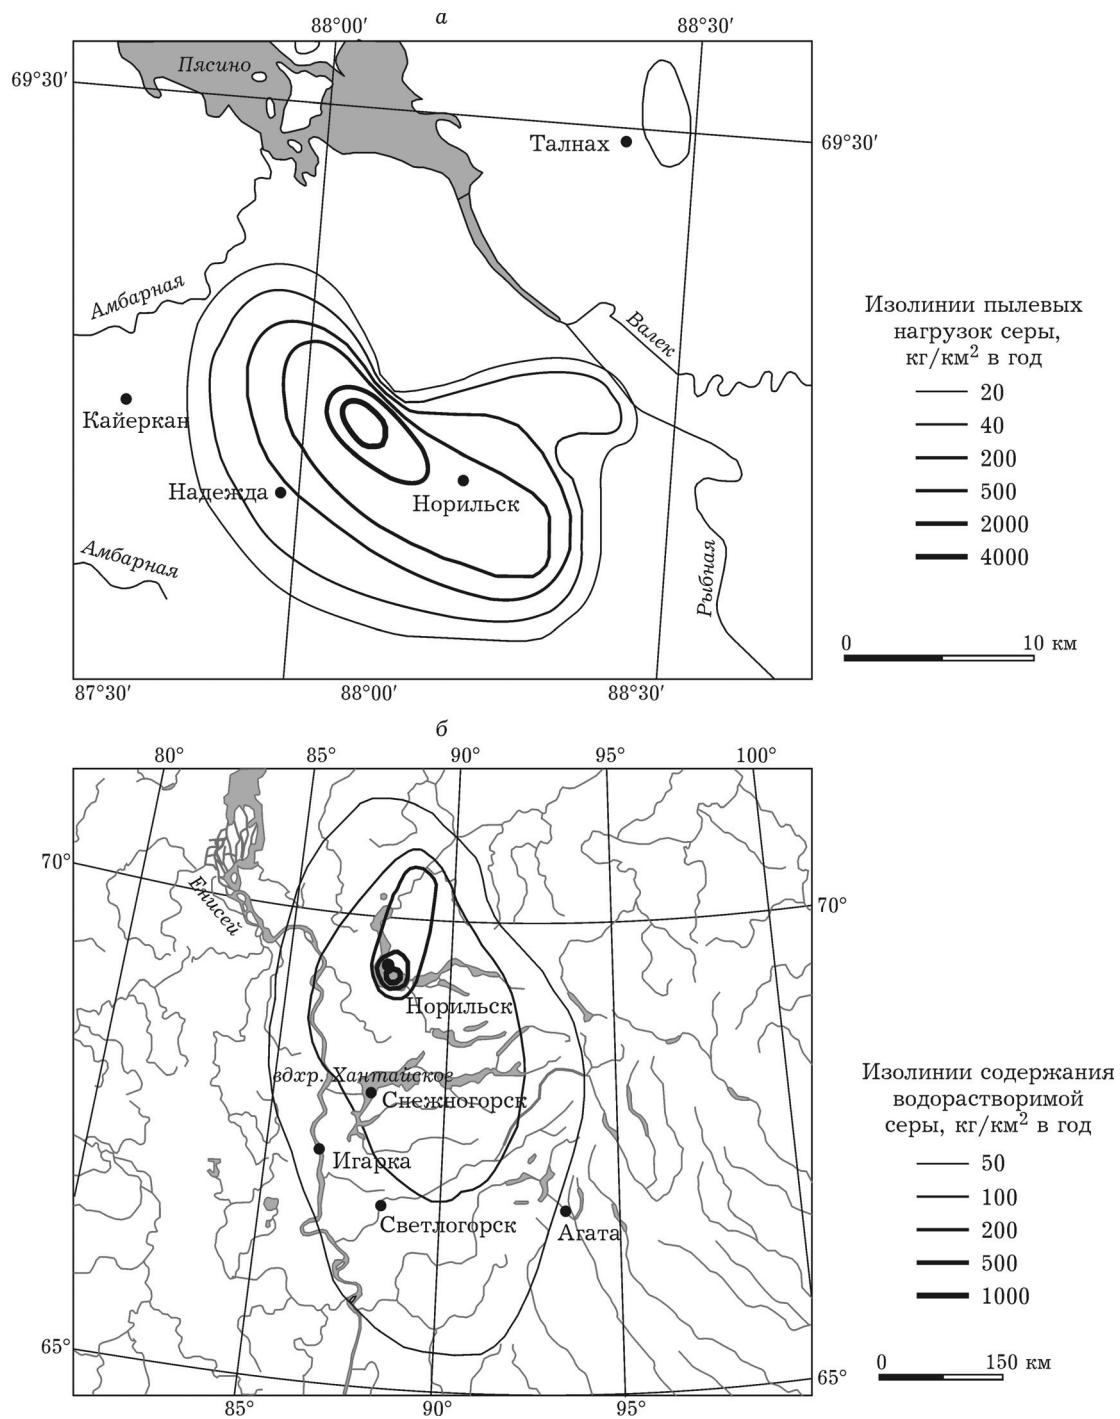 а
88°00′ 88°30′
69°30′
Пясино
Талнах
69°30′
Амбарная
Валек
Изолинии пылевых
нагрузок серы,
кг/км² в год
20
40
200
500
2000
4000
Кайеркан
Надежда
Норильск
Амбарная
Рыбная
0 10 км
87°30′ 88°00′ 88°30′
б
80° 85° 90° 95° 100°
70°
70°
Енисей
Норильск
вдхр. Хантайское
Снежногорск
Игарка
Светлогорск
Агата
Изолинии содержания
водорастворимой
серы, кг/км² в год
50
100
200
500
1000
65°
65°
0 150 км
85° 90° 95°